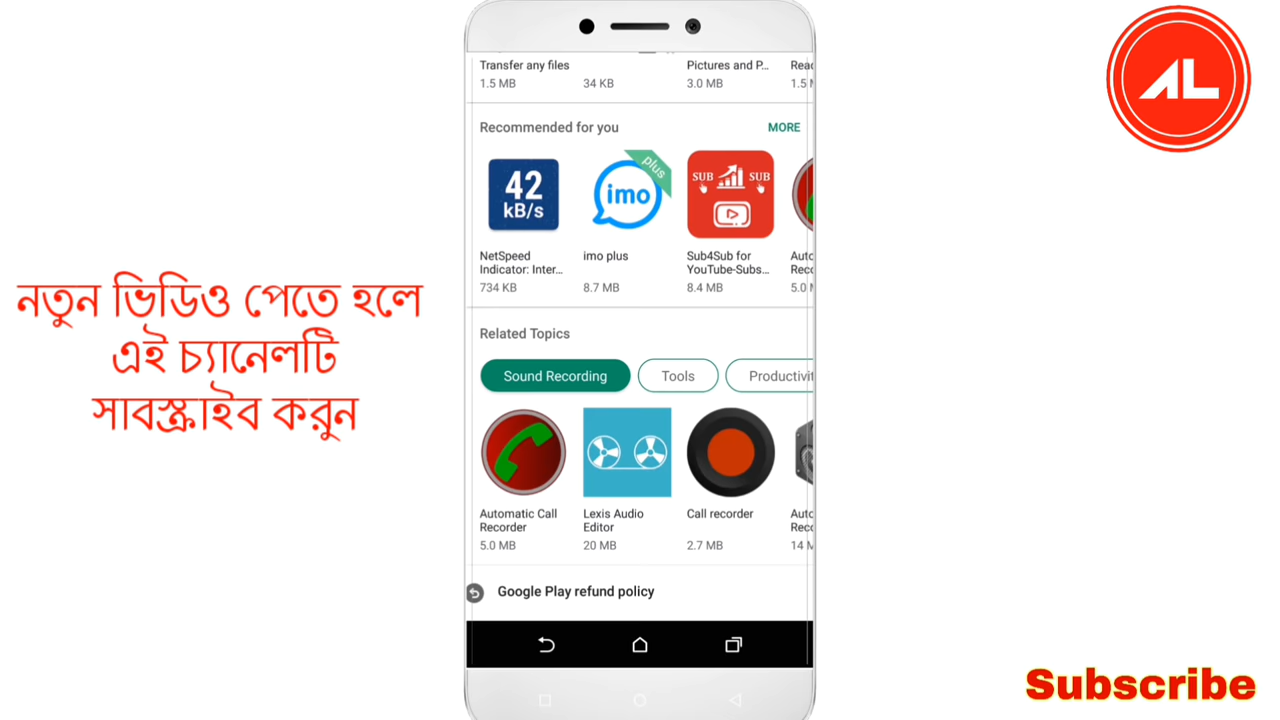 Transfer any files
Pictures and P...
1.5 MB
34 KB
3.0 MB
Recommended for you
MORE
42
kB/s
imo
plus
SUB
SUB
NetSpeed
Indicator: Inter...
734 KB
imo plus
8.7 MB
Sub4Sub for
YouTube-Subs...
8.4 MB
Related Topics
Sound Recording
Tools
Automatic Call
Recorder
5.0 MB
Lexis Audio
Editor
20 MB
Call recorder
2.7 MB
Google Play refund policy
নতুন ভিডিও পেতে হলে
এই চ্যানেলটি
সাবস্ক্রাইব করুন
AL
Subscribe